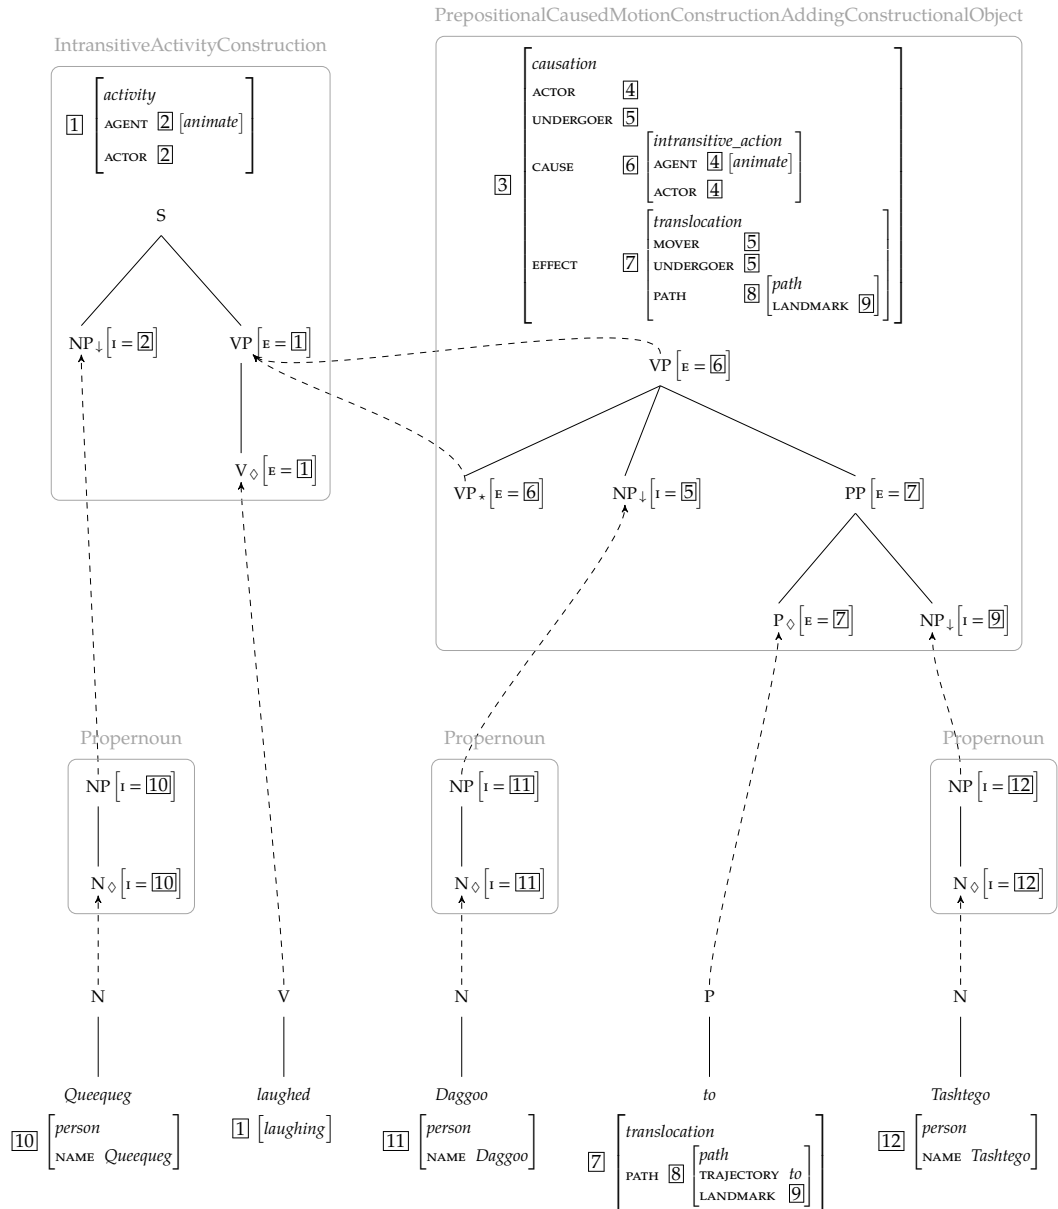 PrepositionalCausedMotionConstructionAddingConstructionalObject
IntransitiveActivityConstruction
1 [activity
AGENT 2 [animate]
ACTOR 2]
3 [causation
ACTOR 4
UNDERGOER 5
CAUSE 6 [intransitive_action
AGENT 4 [animate]
ACTOR 4]
EFFECT 7 [translocation
MOVER 5
UNDERGOER 5
PATH 8 [path
LANDMARK 9]]]
S
NP↓[I = 2] VP[E = 1]
V◊[E = 1]
VP[E = 6]
VP⋆[E = 6] NP↓[I = 5] PP[E = 7]
P◊[E = 7] NP↓[I = 9]
Propernoun Propernoun Propernoun
NP[I = 10] NP[I = 11] NP[I = 12]
N◊[I = 10] N◊[I = 11] N◊[I = 12]
N V N P N
Queequeg laughed Daggoo to Tashtego
10 [person
NAME Queequeg]
1 [laughing]
11 [person
NAME Daggoo]
7 [translocation
PATH 8 [path
TRAJECTORY to
LANDMARK 9]]
12 [person
NAME Tashtego]